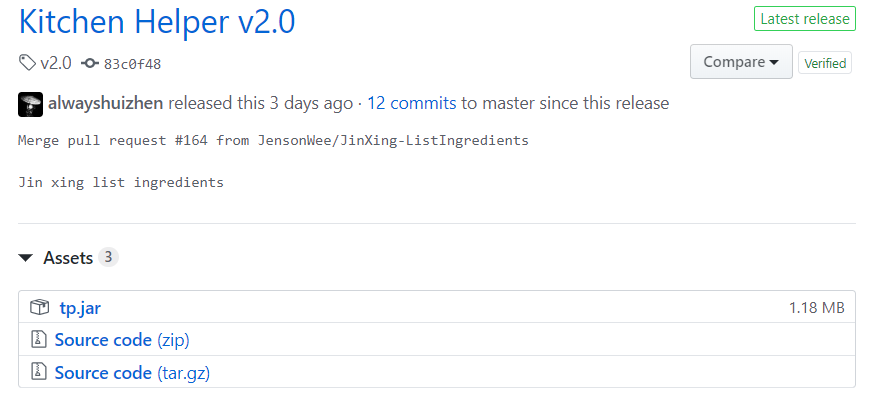 Kitchen Helper v2.0
Latest release
v2.0 83c0f48
Compare
Verified
alwayshuizhen released this 3 days ago · 12 commits to master since this release
Merge pull request #164 from JensonWee/JinXing-ListIngredients
Jin xing list ingredients
Assets 3
tp.jar 1.18 MB
Source code (zip)
Source code (tar.gz)